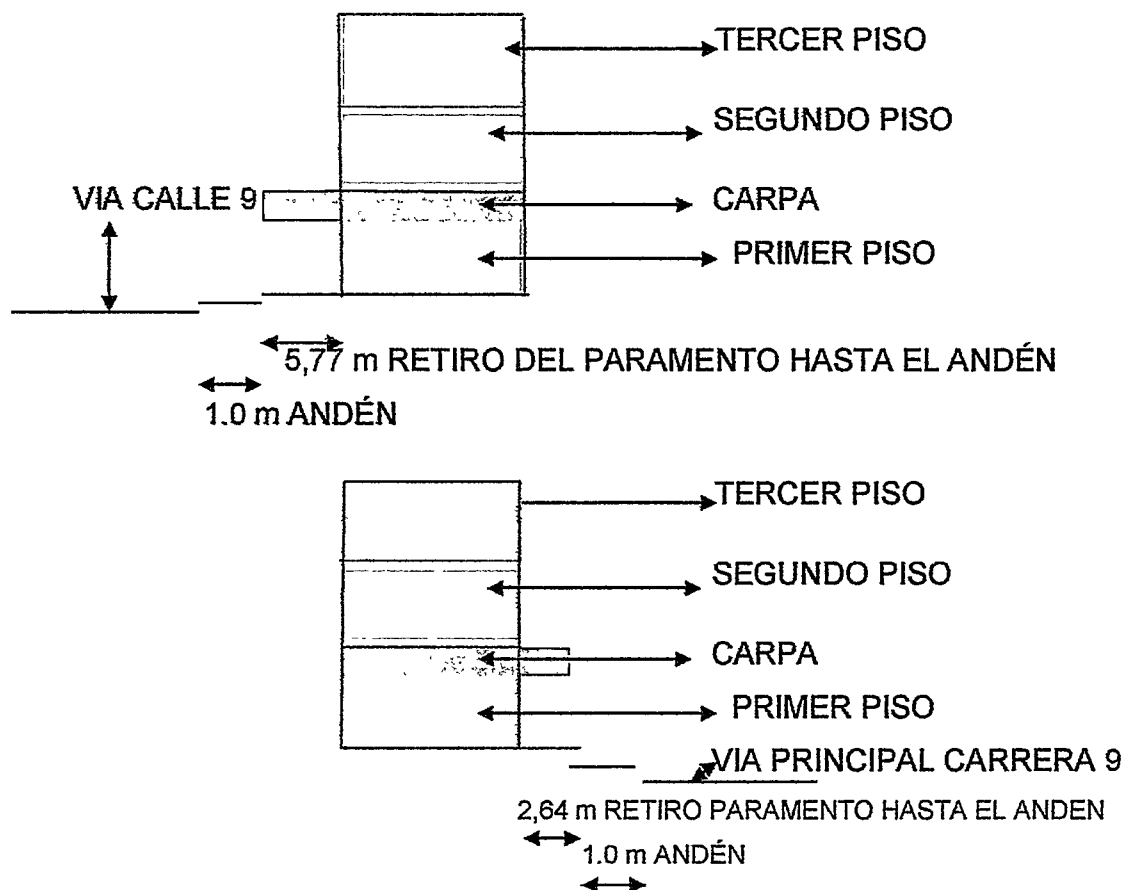 TERCER PISO
SEGUNDO PISO
VIA CALLE 9
CARPA
PRIMER PISO
5,77 m RETIRO DEL PARAMENTO HASTA EL ANDÉN
1.0 m ANDÉN
TERCER PISO
SEGUNDO PISO
CARPA
PRIMER PISO
VIA PRINCIPAL CARRERA 9
2,64 m RETIRO PARAMENTO HASTA EL ANDEN
1.0 m ANDÉN